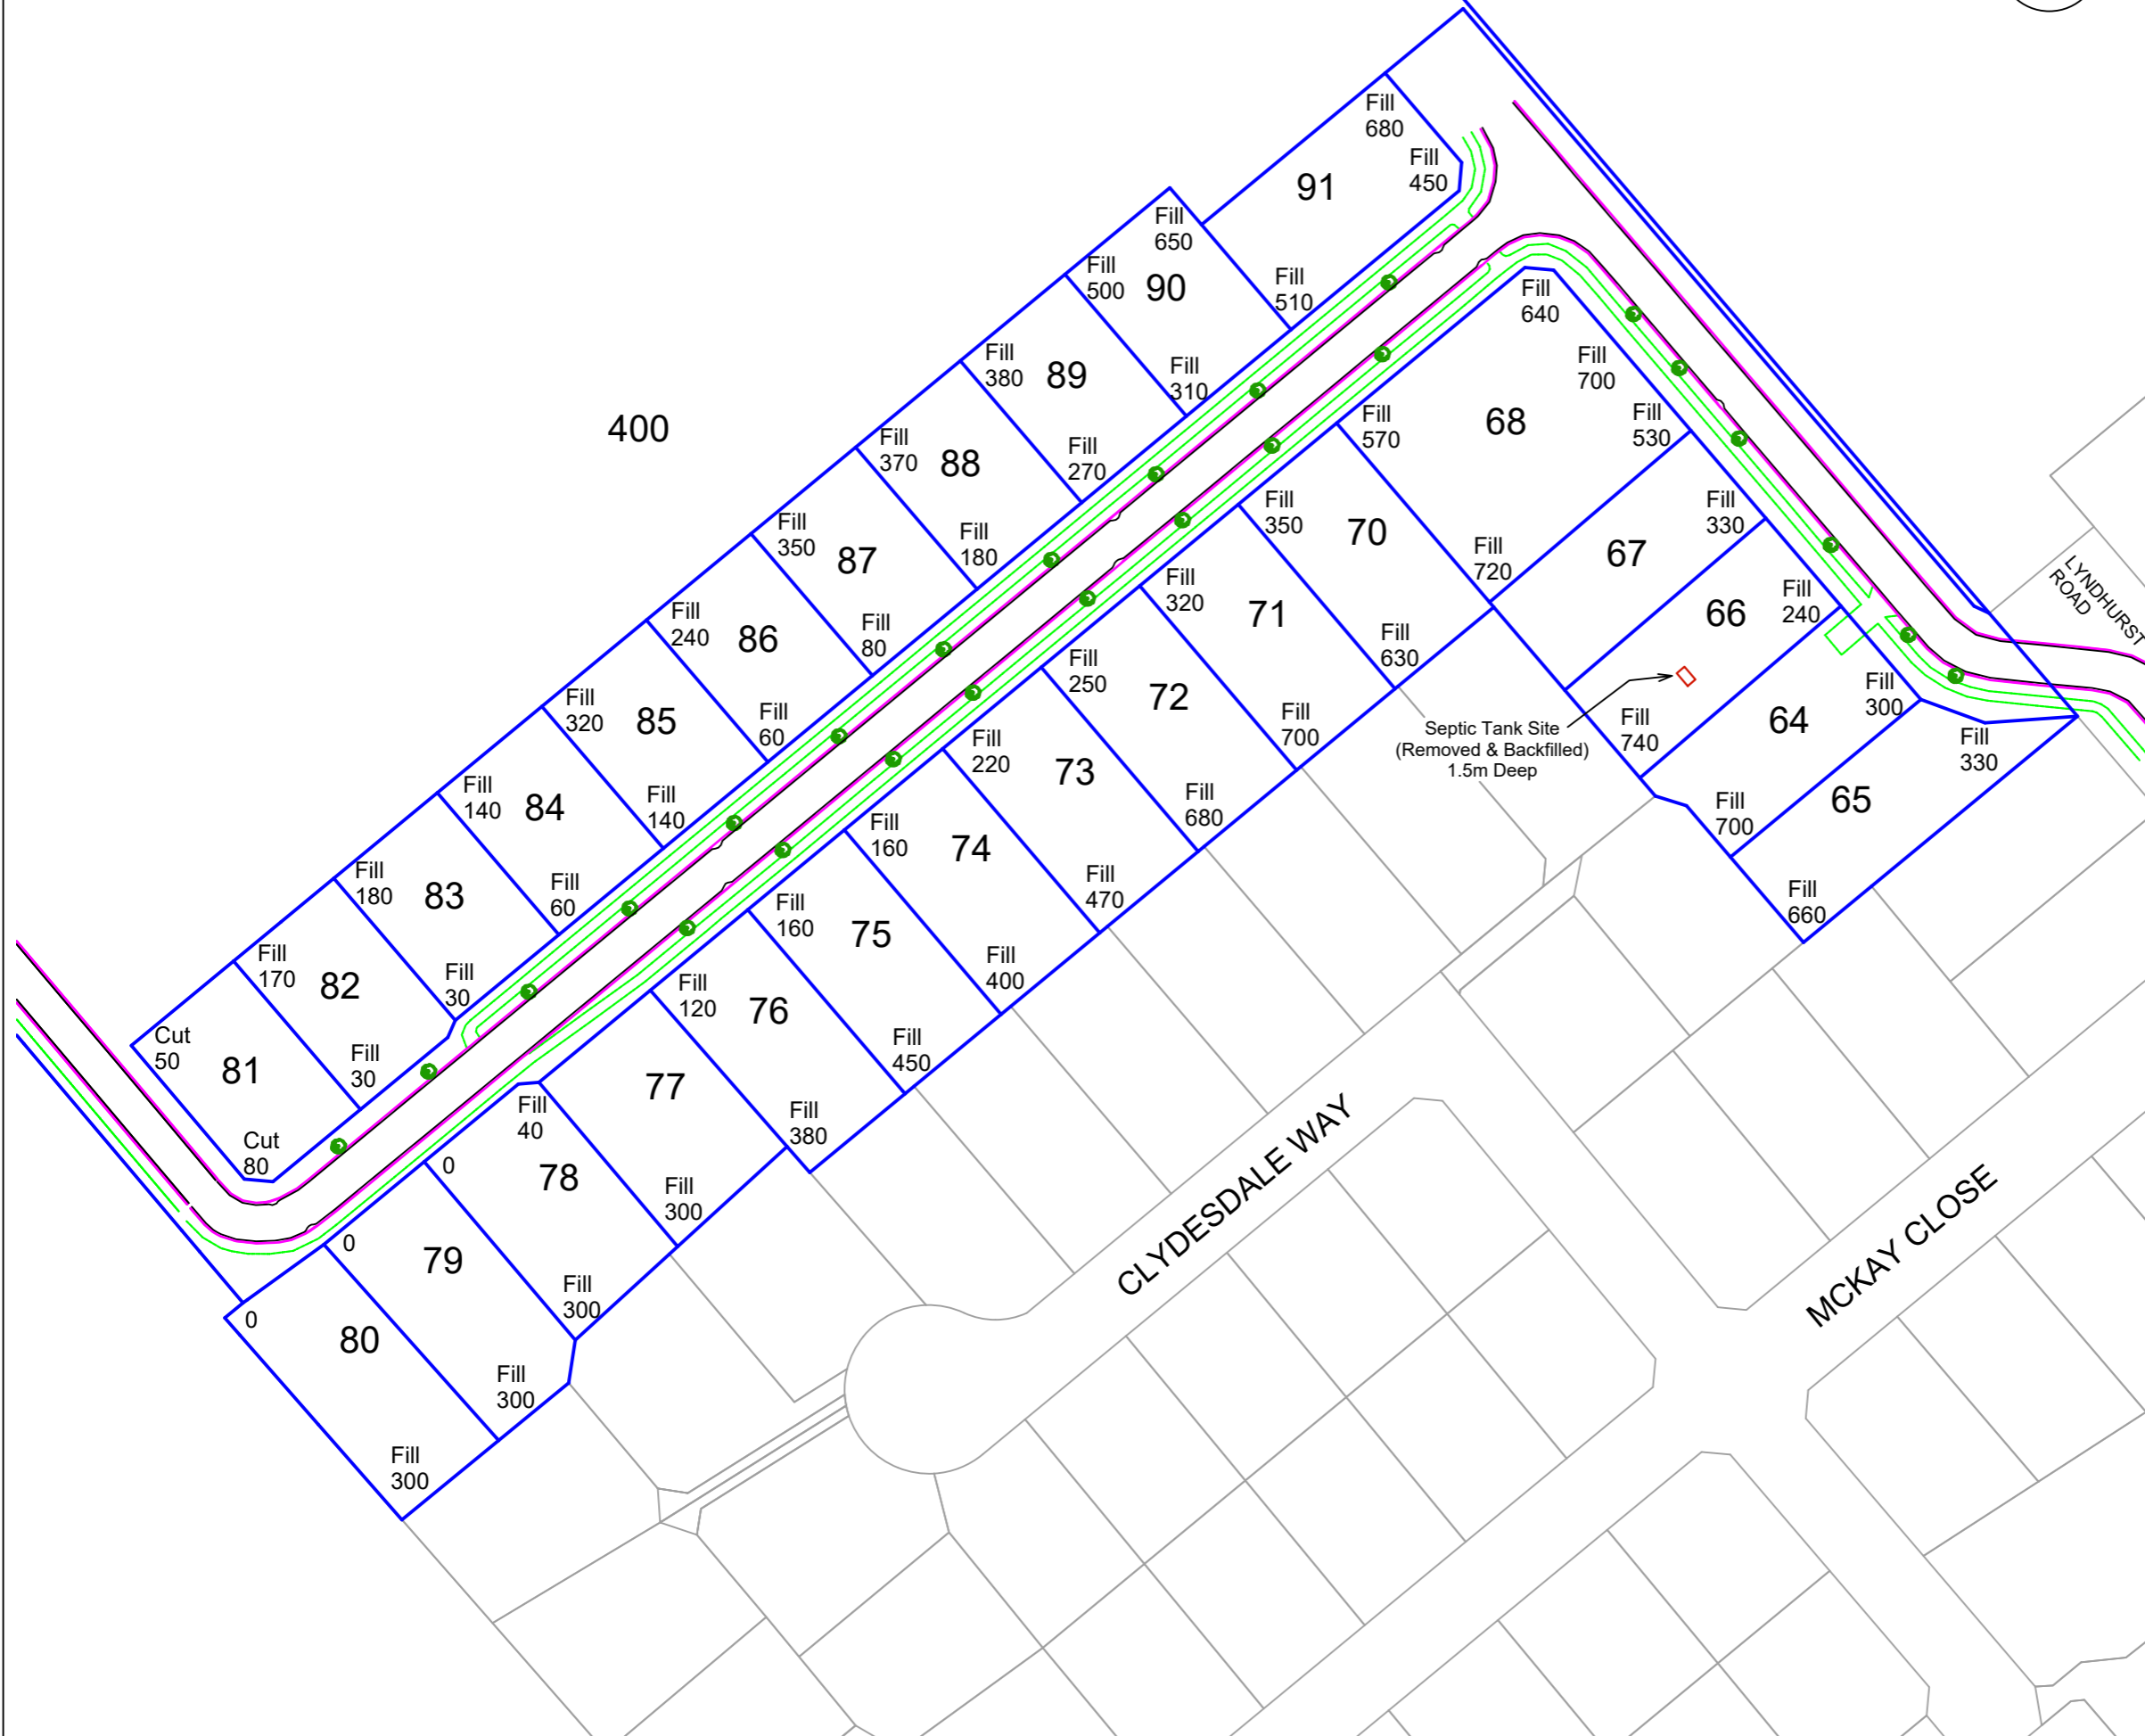 Fill
680
Fill
450
91
Fill
650
Fill
500
90
Fill
510
Fill
640
Fill
380
89
Fill
310
Fill
700
400
Fill
370
88
Fill
270
Fill
570
68
Fill
530
Fill
350
87
Fill
180
Fill
350
70
Fill
720
67
Fill
330
Fill
240
86
Fill
80
Fill
320
71
Fill
630
66
Fill
240
LYNDHURST
ROAD
Fill
320
85
Fill
60
Fill
250
72
Fill
700
Septic Tank Site
(Removed & Backfilled)
1.5m Deep
Fill
740
64
Fill
300
Fill
330
Fill
140
84
Fill
140
Fill
220
73
Fill
680
Fill
700
65
Fill
180
83
Fill
60
Fill
160
74
Fill
470
Fill
660
Fill
170
82
Fill
30
Fill
160
75
Fill
400
Cut
50
81
Fill
30
Fill
120
76
Fill
450
Fill
40
77
Fill
380
Cut
80
0
78
Fill
300
0
79
Fill
300
0
80
Fill
300
Fill
300
CLYDESDALE WAY
MCKAY CLOSE